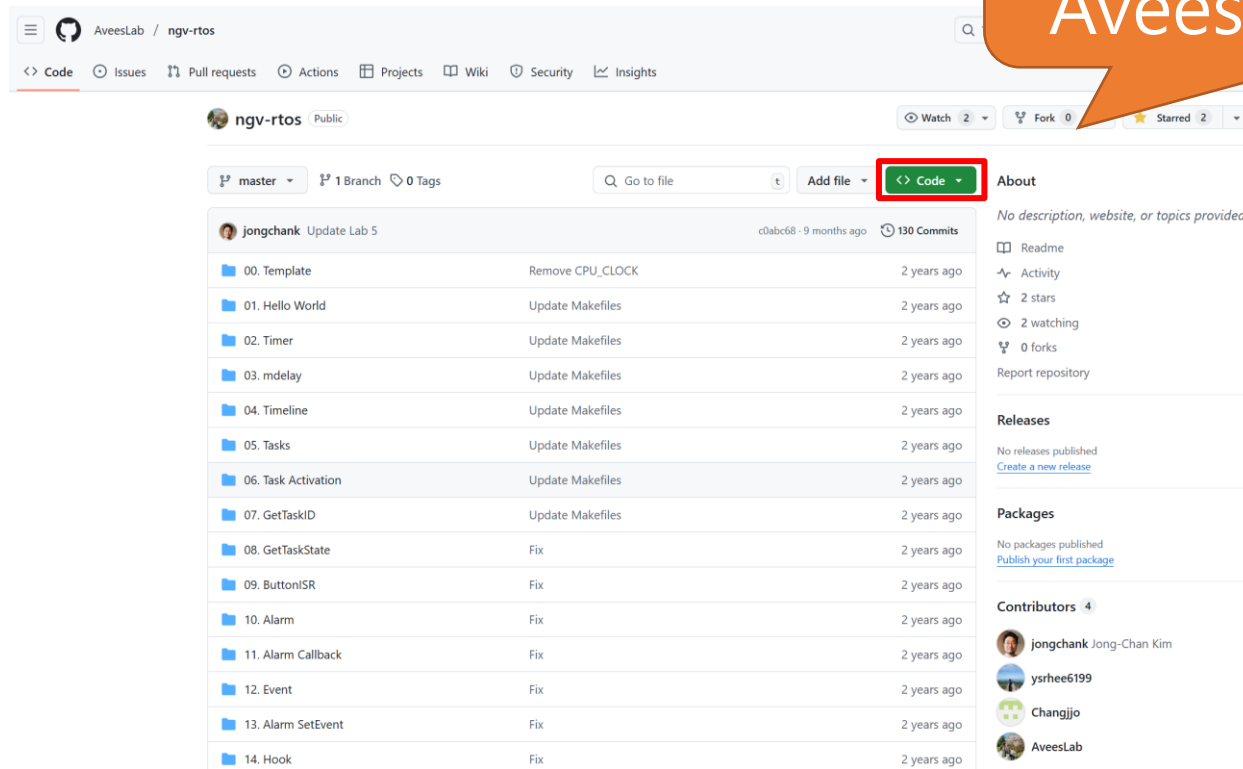 Avees
AveesLab / ngv-rtos
Code Issues Pull requests Actions Projects Wiki Security Insights
ngv-rtos Public
Watch 2 Fork 0 Starred 2
master 1 Branch 0 Tags Go to file t Add file Code
jongchank Update Lab 5 c0abc68 · 9 months ago 130 Commits
00. Template Remove CPU_CLOCK 2 years ago
01. Hello World Update Makefiles 2 years ago
02. Timer Update Makefiles 2 years ago
03. mdelay Update Makefiles 2 years ago
04. Timeline Update Makefiles 2 years ago
05. Tasks Update Makefiles 2 years ago
06. Task Activation Update Makefiles 2 years ago
07. GetTaskID Update Makefiles 2 years ago
08. GetTaskState Fix 2 years ago
09. ButtonISR Fix 2 years ago
10. Alarm Fix 2 years ago
11. Alarm Callback Fix 2 years ago
12. Event Fix 2 years ago
13. Alarm SetEvent Fix 2 years ago
14. Hook Fix 2 years ago
About
No description, website, or topics provided
Readme
Activity
2 stars
2 watching
0 forks
Report repository
Releases
No releases published
Create a new release
Packages
No packages published
Publish your first package
Contributors 4
jongchank Jong-Chan Kim
ysrhee6199
Changjjo
AveesLab